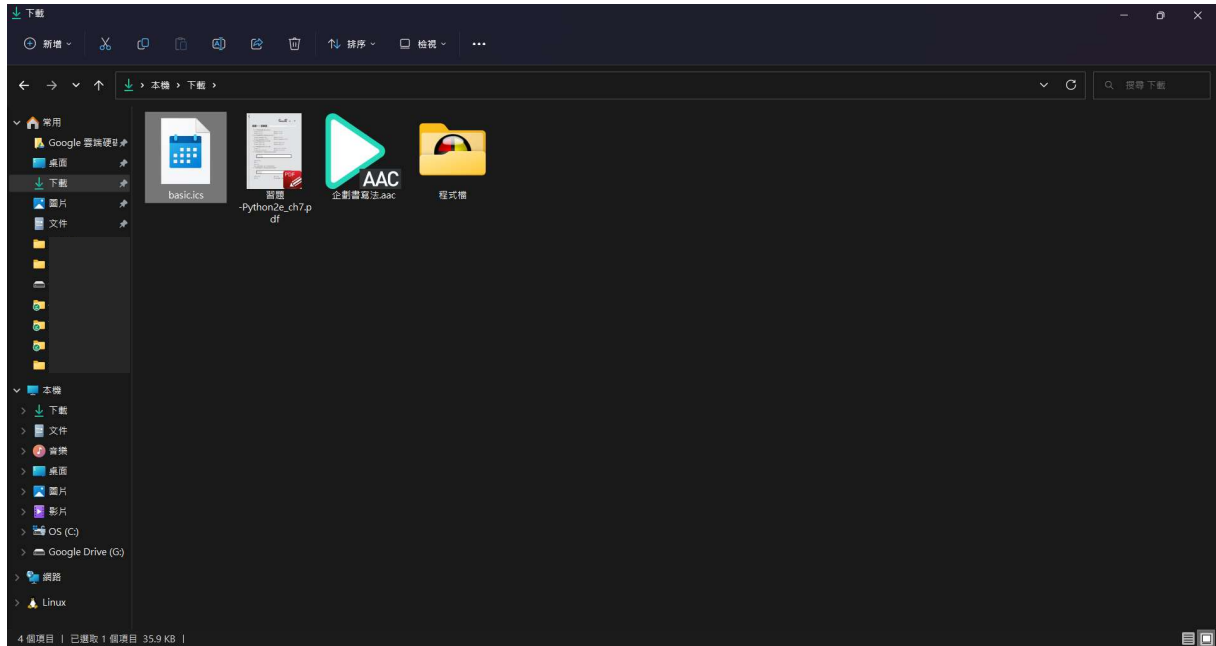 下載
新增
排序
檢視
本機 › 下載 ›
搜尋 下載
常用
Google 雲端硬
桌面
下載
圖片
文件
basic.ics
習題
-Python2e_ch7.p
df
PDF
AAC
企劃書寫法.aac
程式檔
本機
下載
文件
音樂
桌面
圖片
影片
OS (C:)
Google Drive (G:)
網路
Linux
4 個項目 | 已選取 1 個項目 35.9 KB |